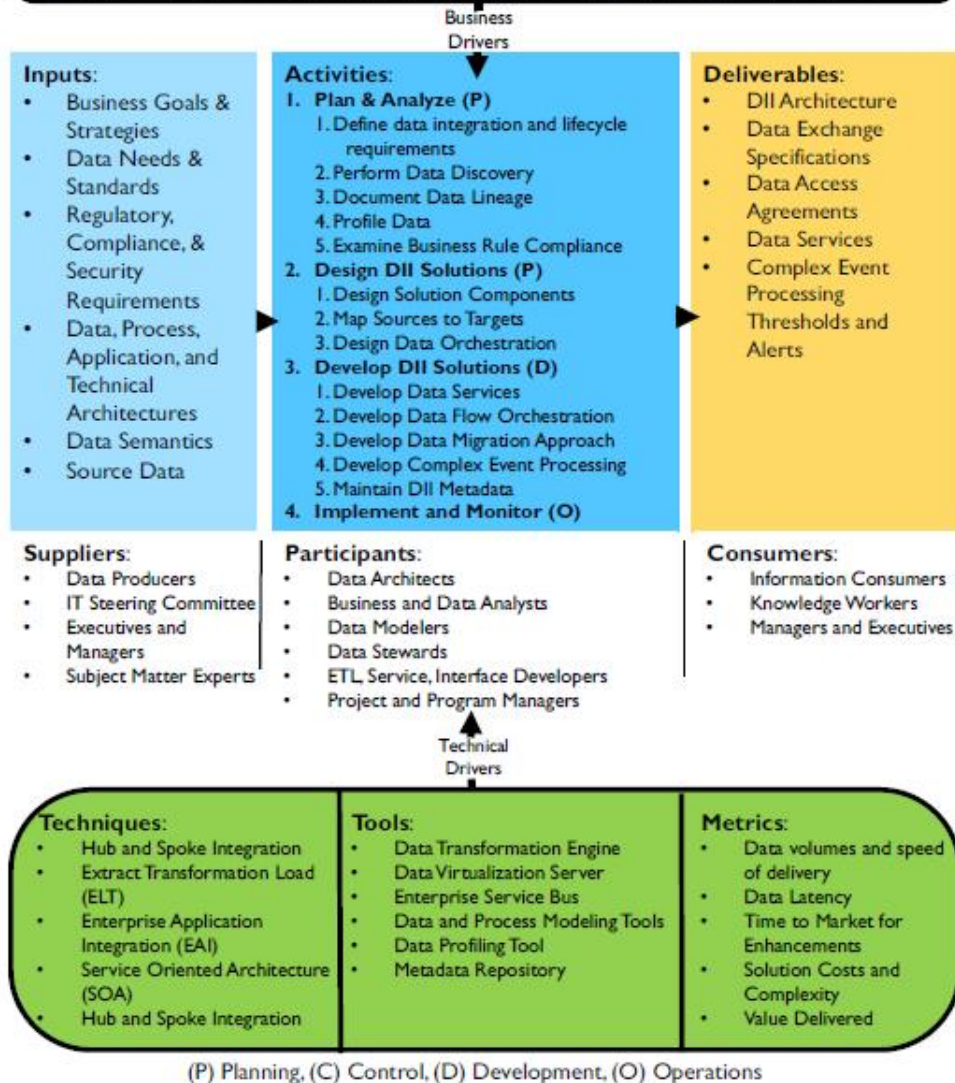 Business
Drivers
Inputs:
• Business Goals &
Strategies
• Data Needs &
Standards
• Regulatory,
Compliance, &
Security
Requirements
• Data, Process,
Application, and
Technical
Architectures
• Data Semantics
• Source Data
Activities:
1. Plan & Analyze (P)
1. Define data integration and lifecycle
requirements
2. Perform Data Discovery
3. Document Data Lineage
4. Profile Data
5. Examine Business Rule Compliance
2. Design DII Solutions (P)
1. Design Solution Components
2. Map Sources to Targets
3. Design Data Orchestration
3. Develop DII Solutions (D)
1. Develop Data Services
2. Develop Data Flow Orchestration
3. Develop Data Migration Approach
4. Develop Complex Event Processing
5. Maintain DII Metadata
4. Implement and Monitor (O)
Deliverables:
• DII Architecture
• Data Exchange
Specifications
• Data Access
Agreements
• Data Services
• Complex Event
Processing
Thresholds and
Alerts
Suppliers:
• Data Producers
• IT Steering Committee
• Executives and
Managers
• Subject Matter Experts
Participants:
• Data Architects
• Business and Data Analysts
• Data Modelers
• Data Stewards
• ETL, Service, Interface Developers
• Project and Program Managers
Consumers:
• Information Consumers
• Knowledge Workers
• Managers and Executives
Technical
Drivers
Techniques:
• Hub and Spoke Integration
• Extract Transformation Load
(ELT)
• Enterprise Application
Integration (EAI)
• Service Oriented Architecture
(SOA)
• Hub and Spoke Integration
Tools:
• Data Transformation Engine
• Data Virtualization Server
• Enterprise Service Bus
• Data and Process Modeling Tools
• Data Profiling Tool
• Metadata Repository
Metrics:
• Data volumes and speed
of delivery
• Data Latency
• Time to Market for
Enhancements
• Solution Costs and
Complexity
• Value Delivered
(P) Planning, (C) Control, (D) Development, (O) Operations